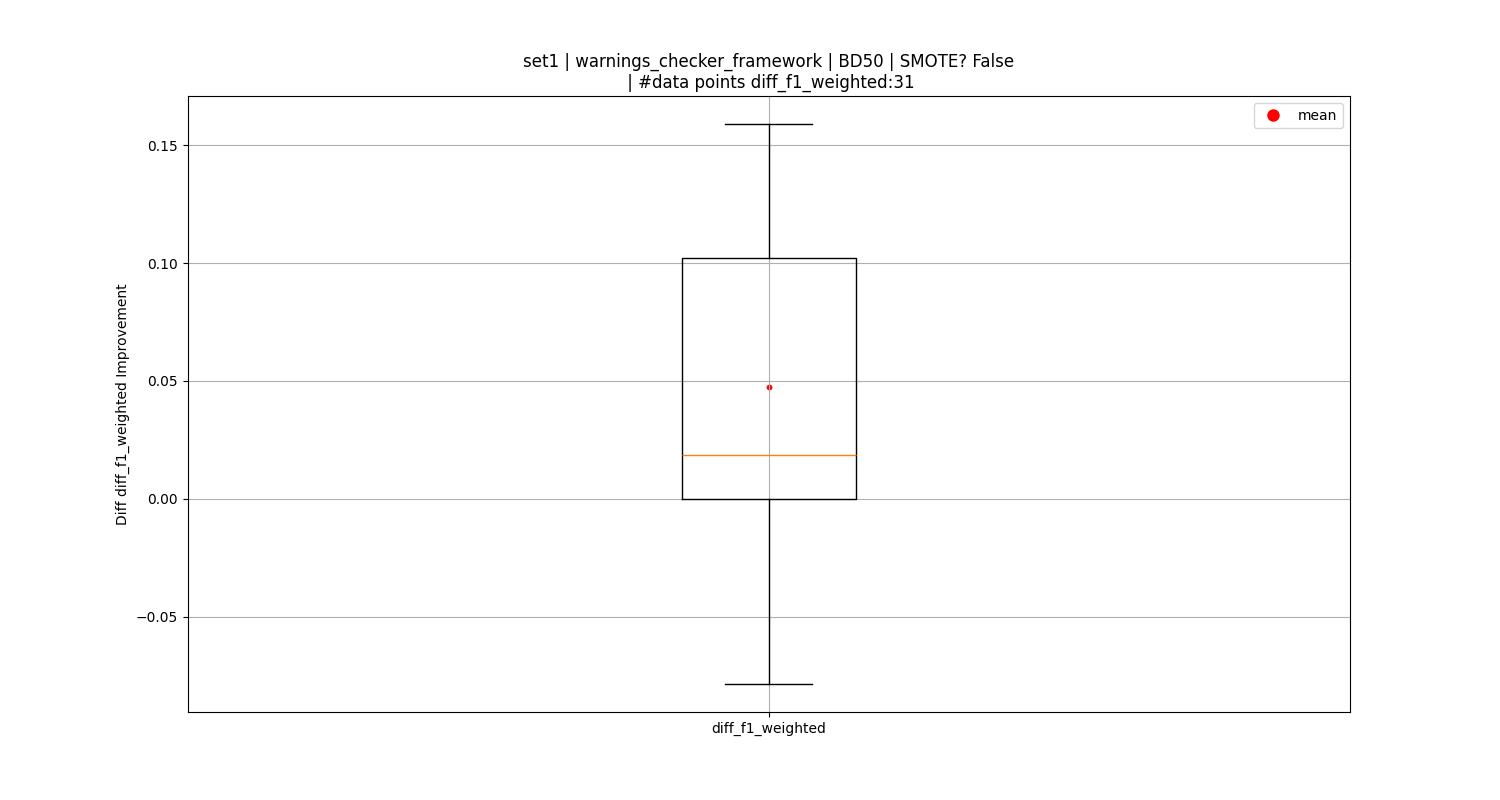 set1 | warnings_checker_framework | BD50 | SMOTE? False
| #data points diff_f1_weighted:31
mean
0.15
0.10
0.05
0.00
−0.05
Diff diff_f1_weighted Improvement
diff_f1_weighted